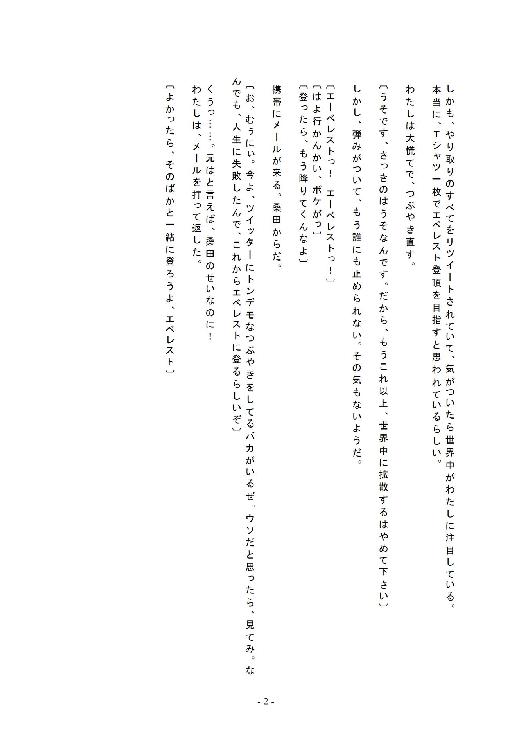 しかも、やり取りのすべてをリツイートされていて、気がついたら世界中がわたしに注目している。
本当に、Tシャツ一枚でエベレスト登頂を目指すと思われているらしい。
わたしは大慌てで、つぶやき直す。
〔うそです、さっきのはうそなんです。だから、もうこれ以上、世界中に拡散するはやめて下さい〕
しかし、弾みがついて、もう誰にも止められない。その気もないようだ。
〔エーベレストっ！　エーベレストっ！〕
〔はよ行かんかい、ボケがっ〕
〔登ったら、もう降りてくんなよ〕
携帯にメールが来る。桑田からだ。
〔お、むぅにぃ。今よ、ツイッターにトンデモなつぶやきをしてるバカがいるぜ。ウソだと思ったら、見てみ。な
んでも、人生に失敗したんで、これからエベレストに登るらしいぞ〕
くうっ……。元はと言えば、桑田のせいなのに！
わたしは、メールを打って返した。
〔よかったら、そのばかと一緒に登ろうよ、エベレスト〕
- 2 -